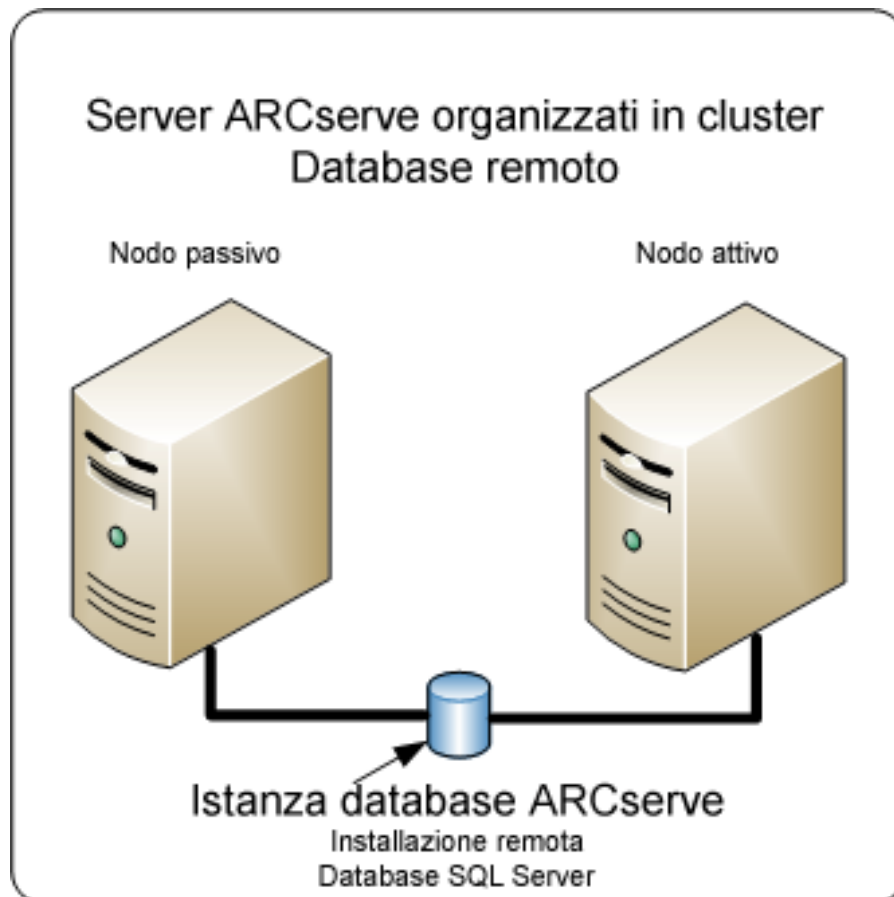 Server ARCserve organizzati in cluster
Database remoto
Nodo passivo
Nodo attivo
Istanza database ARCserve
Installazione remota
Database SQL Server